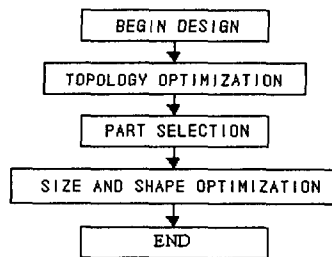 BEGIN DESIGN
TOPOLOGY OPTIMIZATION
PART SELECTION
SIZE AND SHAPE OPTIMIZATION
END